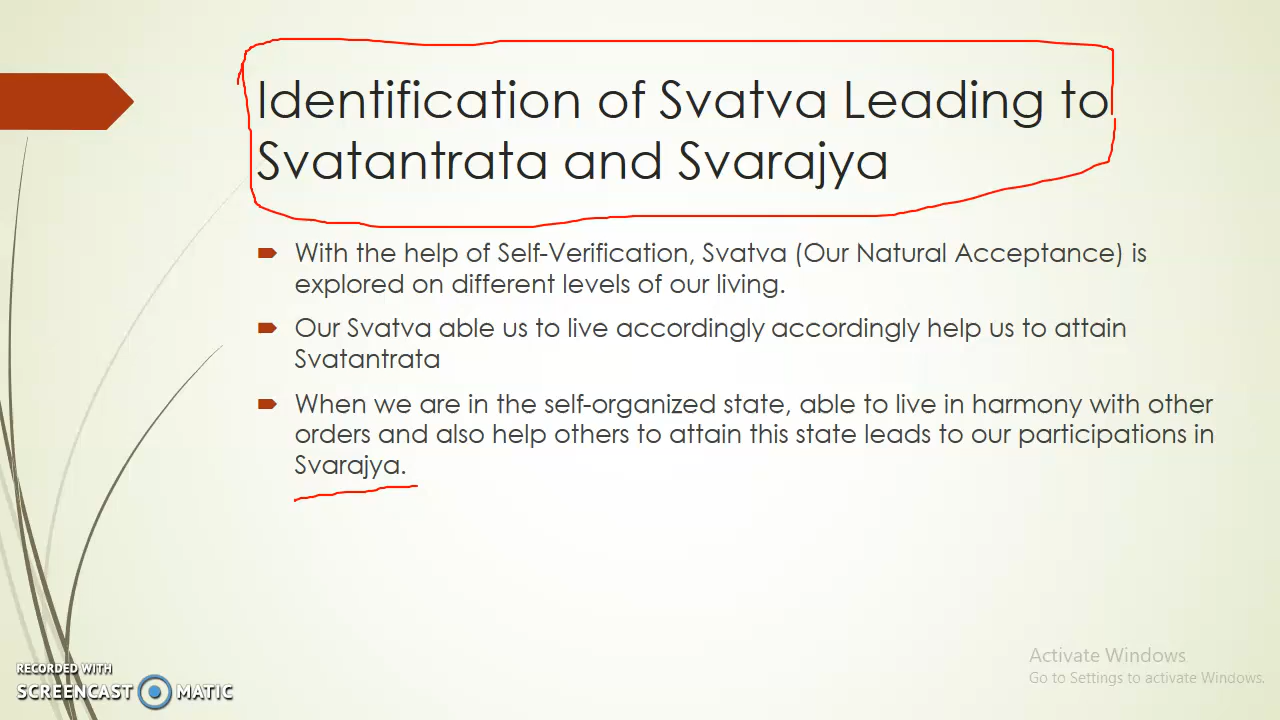 Identification of Svatva Leading to
Svatantrata and Svarajya
With the help of Self-Verification, Svatva (Our Natural Acceptance) is
explored on different levels of our living.
Our Svatva able us to live accordingly accordingly help us to attain
Svatantrata
When we are in the self-organized state, able to live in harmony with other
orders and also help others to attain this state leads to our participations in
Svarajya.
Activate Windows
Go to Settings to activate Windows.
RECORDED WITH
SCREENCAST MATIC